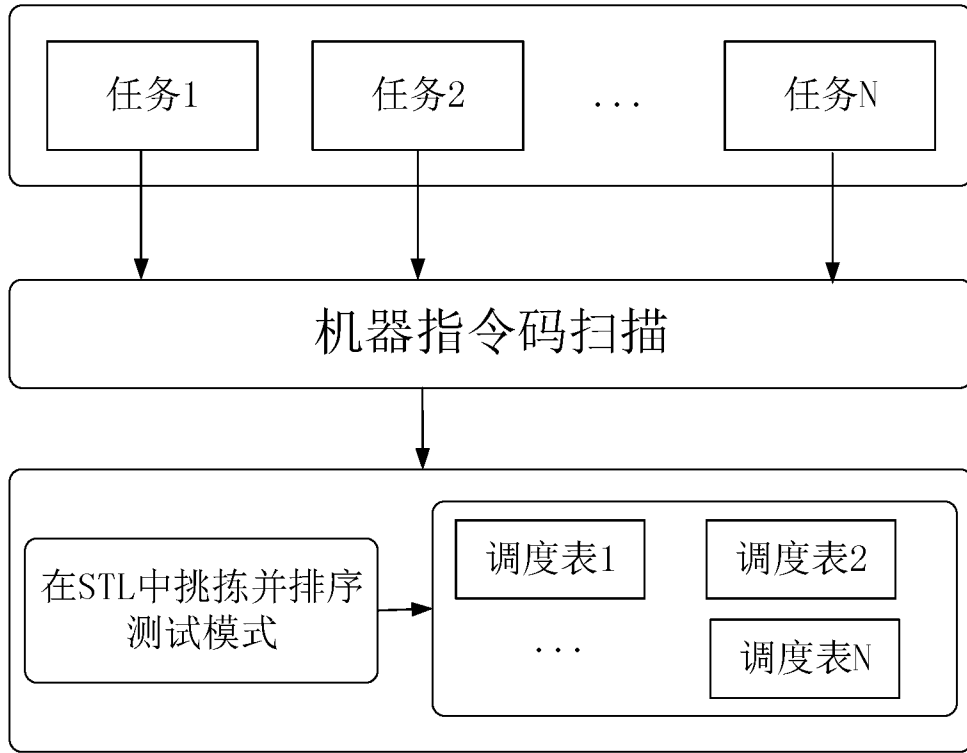 任务1
任务2
...
任务N
机器指令码扫描
在STL中挑拣并排序
测试模式
调度表1
调度表2
...
调度表N